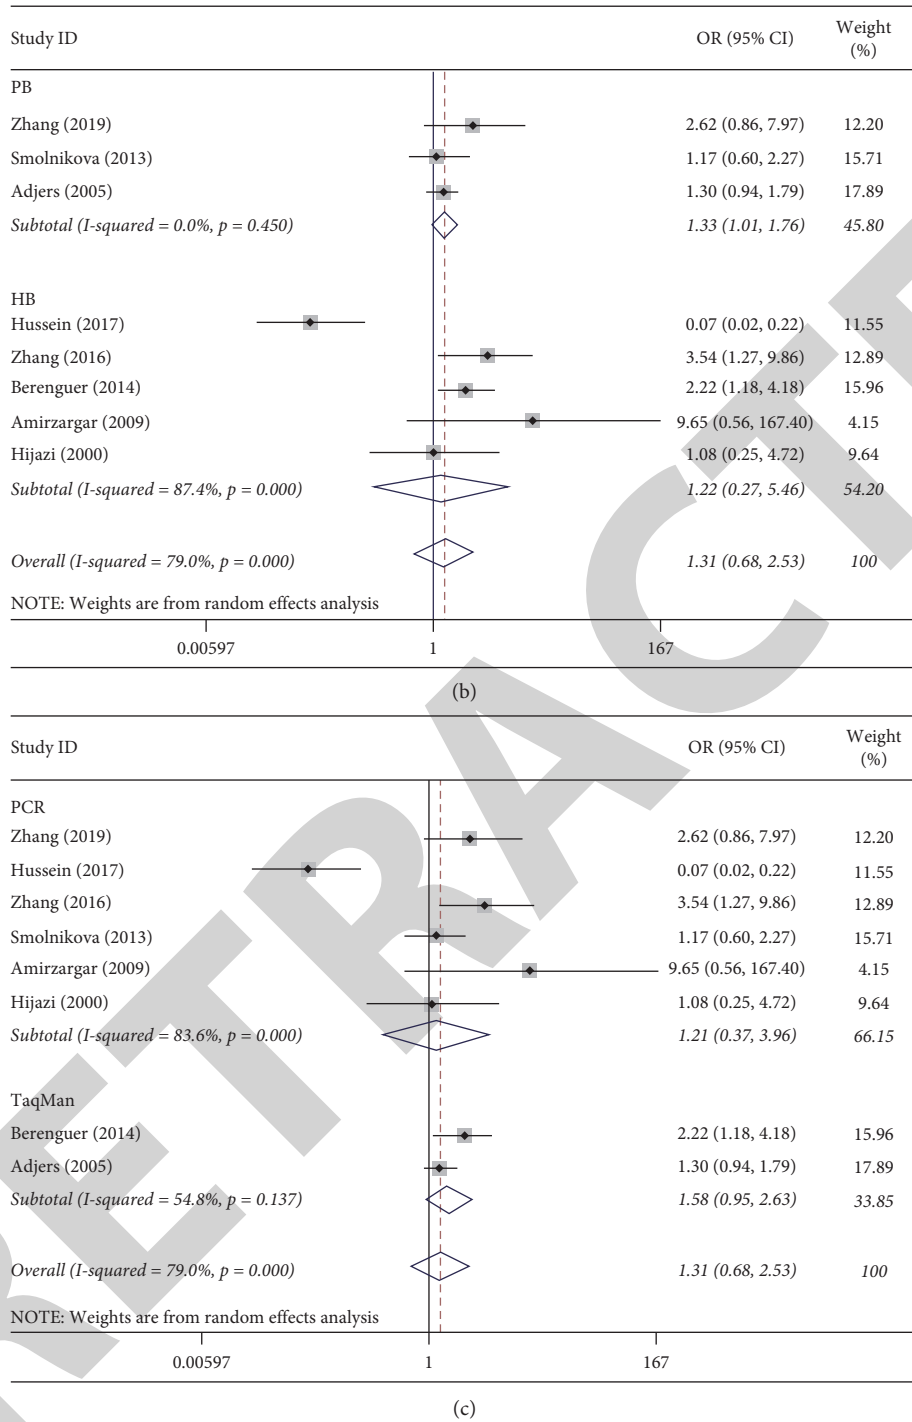 Study ID OR (95% CI) Weight (%)
PB
Zhang (2019) 2.62 (0.86, 7.97) 12.20
Smolnikova (2013) 1.17 (0.60, 2.27) 15.71
Adjers (2005) 1.30 (0.94, 1.79) 17.89
Subtotal (I-squared = 0.0%, p = 0.450) 1.33 (1.01, 1.76) 45.80
HB
Hussein (2017) 0.07 (0.02, 0.22) 11.55
Zhang (2016) 3.54 (1.27, 9.86) 12.89
Berenguer (2014) 2.22 (1.18, 4.18) 15.96
Amirzargar (2009) 9.65 (0.56, 167.40) 4.15
Hijazi (2000) 1.08 (0.25, 4.72) 9.64
Subtotal (I-squared = 87.4%, p = 0.000) 1.22 (0.27, 5.46) 54.20
Overall (I-squared = 79.0%, p = 0.000) 1.31 (0.68, 2.53) 100
NOTE: Weights are from random effects analysis
0.00597 1 167
(b)
Study ID OR (95% CI) Weight (%)
PCR
Zhang (2019) 2.62 (0.86, 7.97) 12.20
Hussein (2017) 0.07 (0.02, 0.22) 11.55
Zhang (2016) 3.54 (1.27, 9.86) 12.89
Smolnikova (2013) 1.17 (0.60, 2.27) 15.71
Amirzargar (2009) 9.65 (0.56, 167.40) 4.15
Hijazi (2000) 1.08 (0.25, 4.72) 9.64
Subtotal (I-squared = 83.6%, p = 0.000) 1.21 (0.37, 3.96) 66.15
TaqMan
Berenguer (2014) 2.22 (1.18, 4.18) 15.96
Adjers (2005) 1.30 (0.94, 1.79) 17.89
Subtotal (I-squared = 54.8%, p = 0.137) 1.58 (0.95, 2.63) 33.85
Overall (I-squared = 79.0%, p = 0.000) 1.31 (0.68, 2.53) 100
NOTE: Weights are from random effects analysis
0.00597 1 167
(c)
RETRACTE